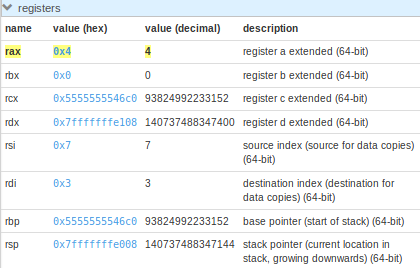 registers
name value (hex) value (decimal) description
rax 0x4 4 register a extended (64-bit)
rbx 0x0 0 register b extended (64-bit)
rcx 0x5555555546c0 93824992233152 register c extended (64-bit)
rdx 0x7fffffffe108 140737488347400 register d extended (64-bit)
rsi 0x7 7 source index (source for data copies)
(64-bit)
rdi 0x3 3 destination index (destination for
data copies) (64-bit)
rbp 0x5555555546c0 93824992233152 base pointer (start of stack) (64-bit)
rsp 0x7fffffffe008 140737488347144 stack pointer (current location in
stack, growing downwards) (64-bit)